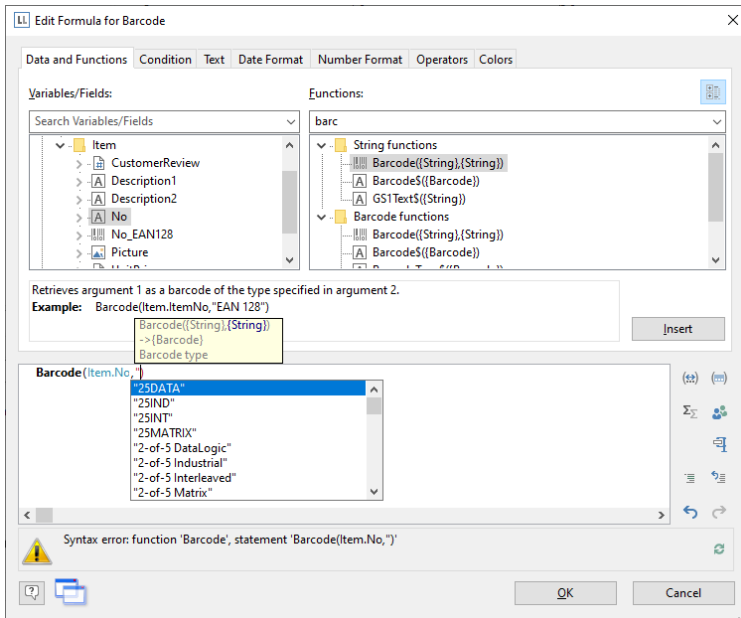 LL Edit Formula for Barcode
Data and Functions Condition Text Date Format Number Format Operators Colors
Variables/Fields: Functions:
Search Variables/Fields barc
Item String functions
CustomerReview Barcode({String},{String})
A Description1 A Barcode$({Barcode})
A Description2 A GS1Text$({String})
A No Barcode functions
No_EAN128 Barcode({String},{String})
Picture A Barcode$({Barcode})
Retrieves argument 1 as a barcode of the type specified in argument 2.
Example: Barcode(Item.ItemNo,"EAN 128")
Barcode({String},{String})
->{Barcode}
Barcode type
Insert
Barcode(Item.No,")
"25DATA"
"25IND"
"25INT"
"25MATRIX"
"2-of-5 DataLogic"
"2-of-5 Industrial"
"2-of-5 Interleaved"
"2-of-5 Matrix"
Syntax error: function 'Barcode', statement 'Barcode(Item.No,")'
OK Cancel